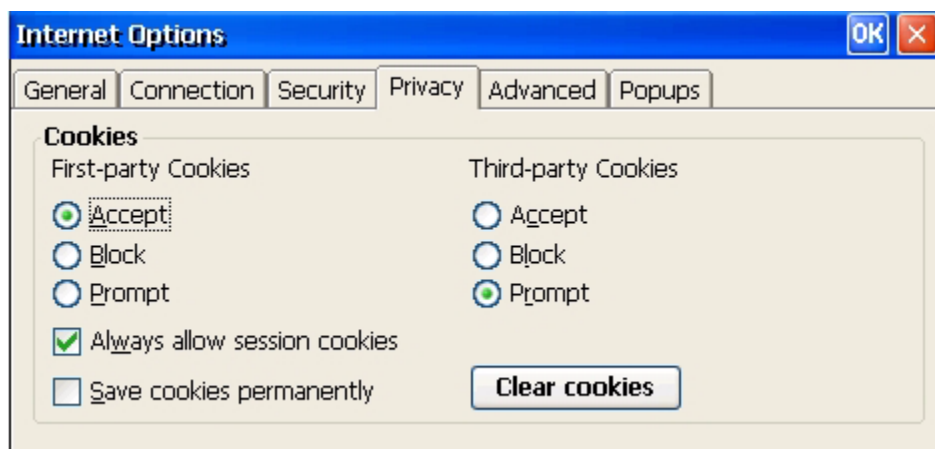 Internet Options OK
General Connection Security Privacy Advanced Popups
Cookies
First-party Cookies Third-party Cookies
Accept Accept
Block Block
Prompt Prompt
Always allow session cookies
Save cookies permanently Clear cookies